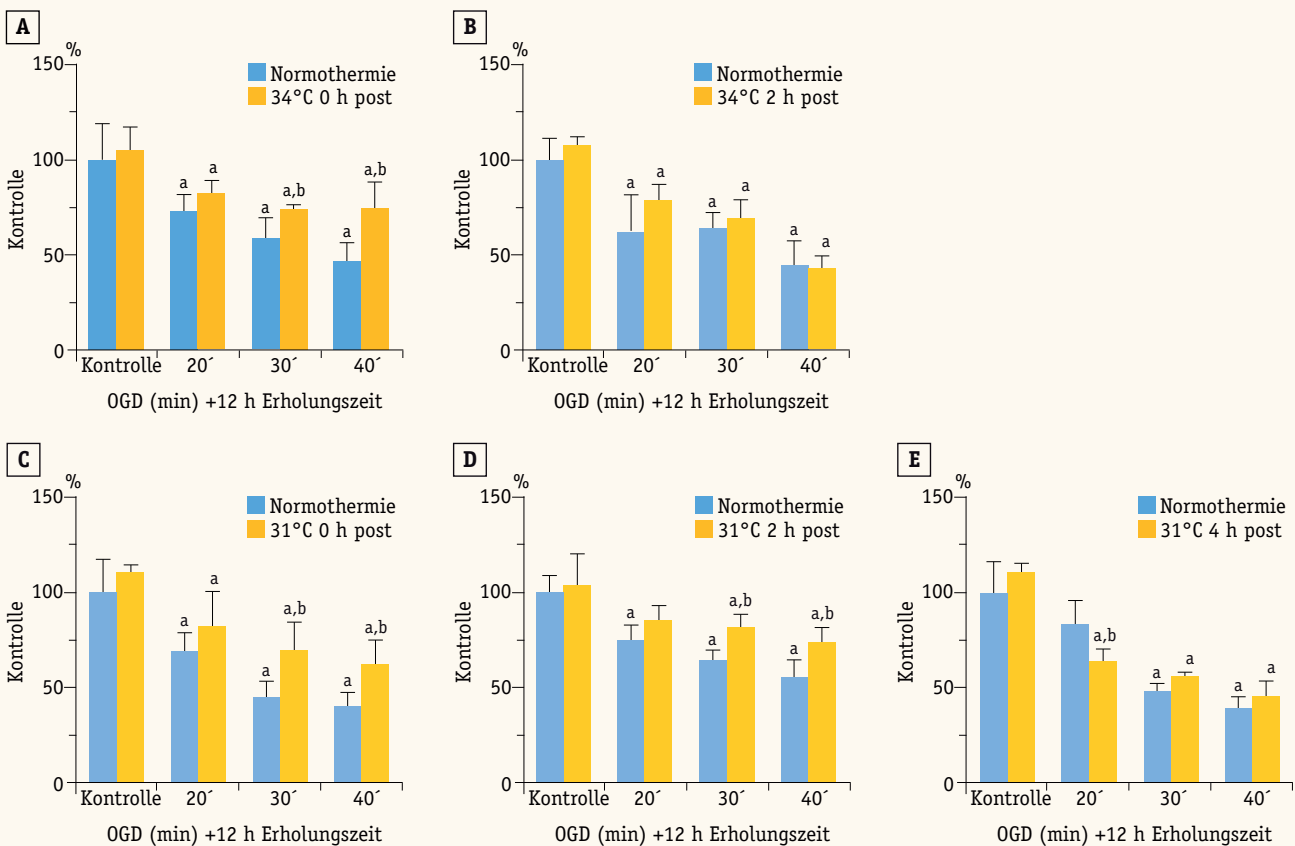 A
%
Normothermie
34°C 0 h post
150
100
50
0
Kontrolle
a
a
a
a,b
a
a,b
Kontrolle 20´ 30´ 40´
OGD (min) +12 h Erholungszeit
B
%
Normothermie
34°C 2 h post
150
100
50
0
Kontrolle
a
a
a
a
a
a
Kontrolle 20´ 30´ 40´
OGD (min) +12 h Erholungszeit
C
%
Normothermie
31°C 0 h post
150
100
50
0
Kontrolle
a
a
a
a,b
a
a,b
Kontrolle 20´ 30´ 40´
OGD (min) +12 h Erholungszeit
D
%
Normothermie
31°C 2 h post
150
100
50
0
Kontrolle
a
a
a,b
a
a,b
Kontrolle 20´ 30´ 40´
OGD (min) +12 h Erholungszeit
E
%
Normothermie
31°C 4 h post
150
100
50
0
Kontrolle
a,b
a
a
a
a
Kontrolle 20´ 30´ 40´
OGD (min) +12 h Erholungszeit